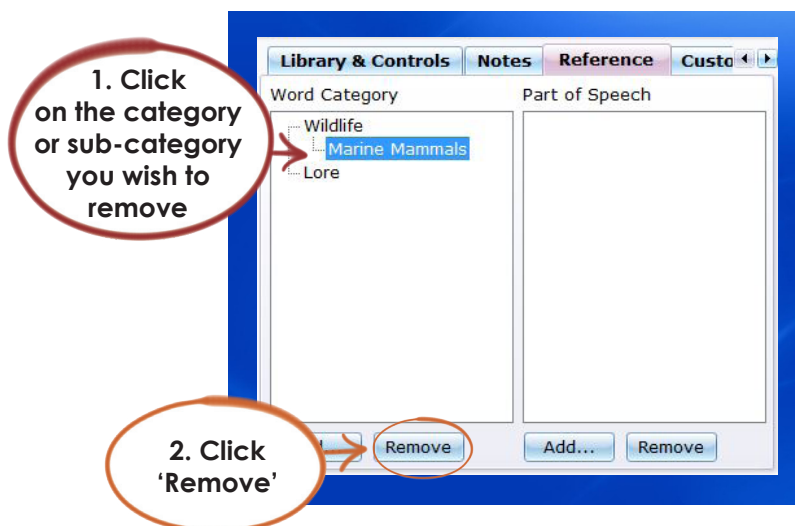 Library & Controls Notes Reference Custo
1. Click
on the category
or sub-category
you wish to
remove
Word Category Part of Speech
Wildlife
Marine Mammals
Lore
Remove Add... Remove
2. Click
‘Remove’